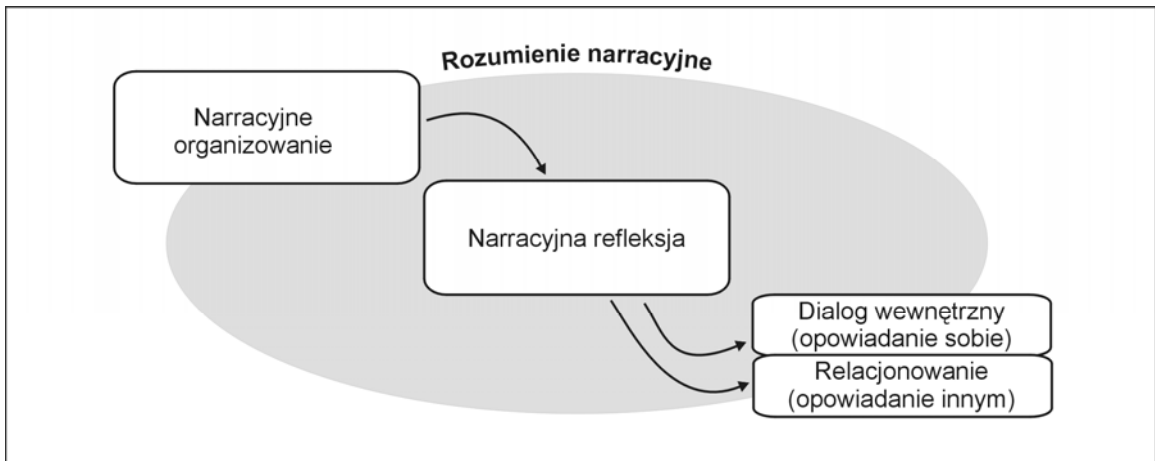 Rozumienie narracyjne
Narracyjne
organizowanie
Narracyjna refleksja
Dialog wewnętrzny
(opowiadanie sobie)
Relacjonowanie
(opowiadanie innym)